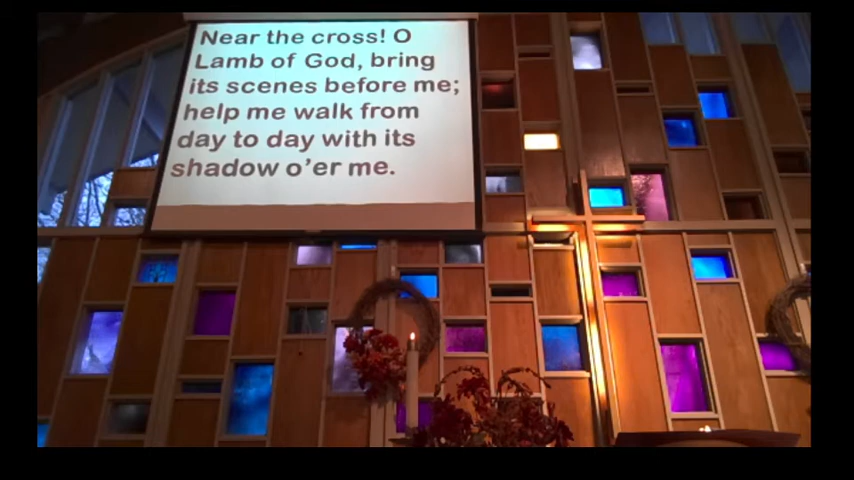 Near the cross! O
Lamb of God, bring
its scenes before me;
help me walk from
day to day with its
shadow o'er me.